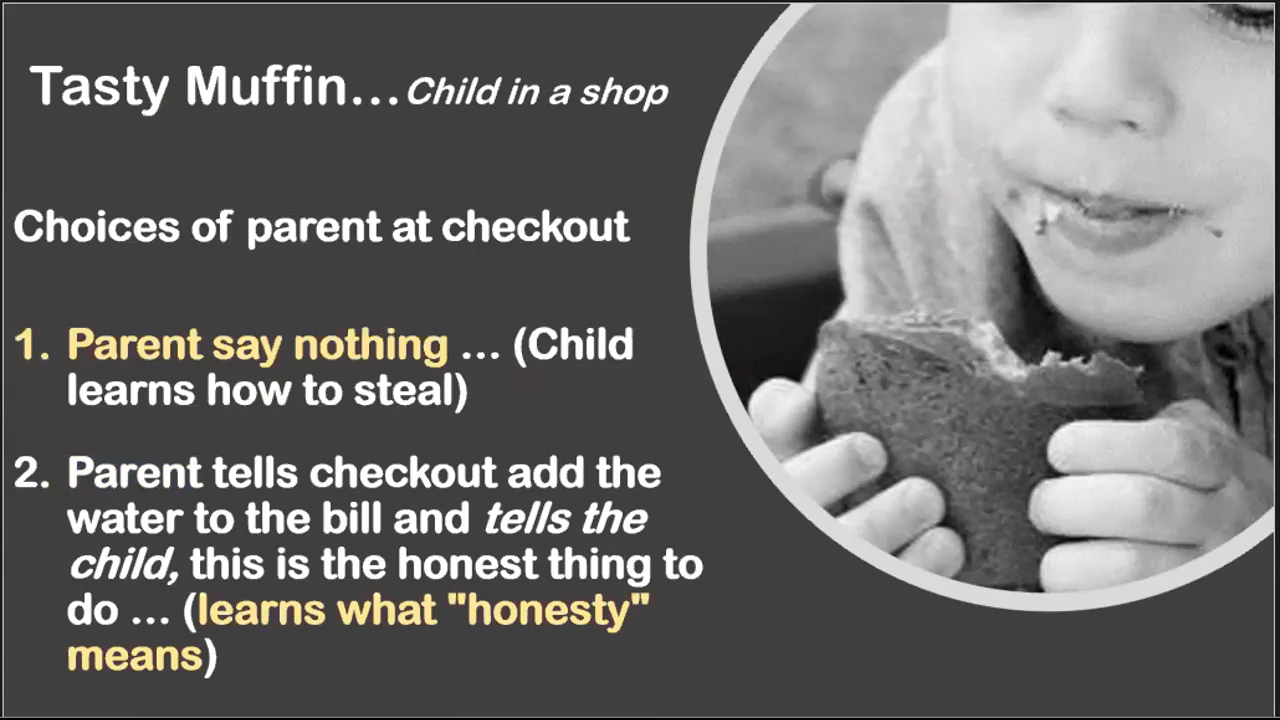 Tasty Muffin...Child in a shop
Choices of parent at checkout
1. Parent say nothing ... (Child
learns how to steal)
2. Parent tells checkout add the
water to the bill and tells the
child, this is the honest thing to
do ... (learns what "honesty"
means)